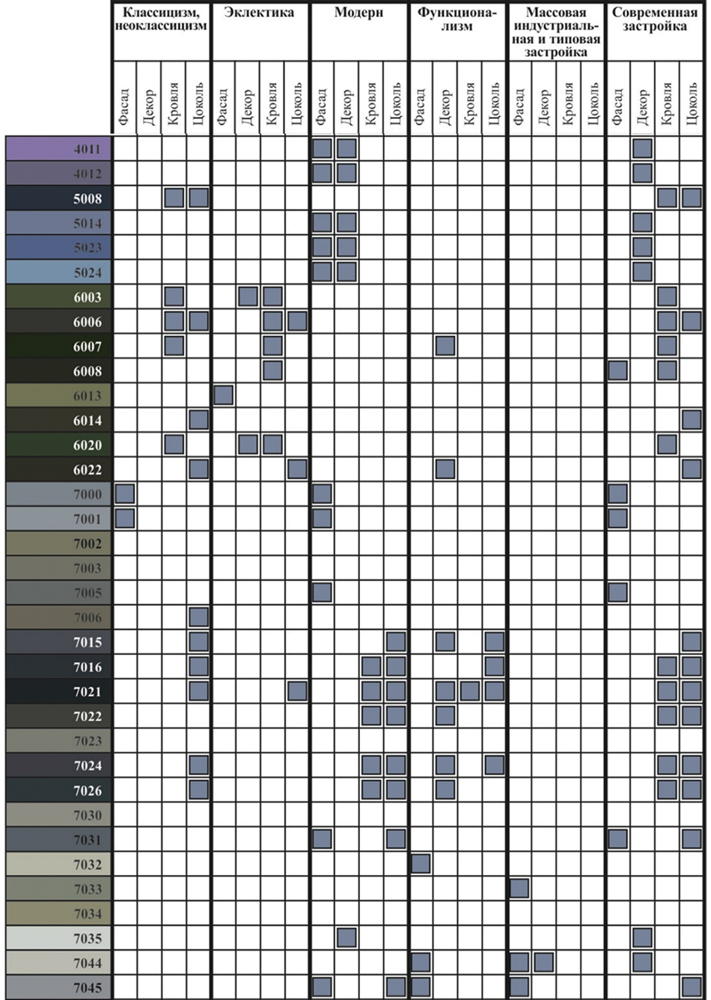 Классицизм, неоклассицизм
Эклектика
Модерн
Функциона-
лизм
Массовая
индустриаль-
ная и типовая
застройка
Современная
застройка
Фасад Декор Кровля Цоколь Фасад Декор Кровля Цоколь Фасад Декор Кровля Цоколь Фасад Декор Кровля Цоколь Фасад Декор Кровля Цоколь Фасад Декор Кровля Цоколь
4011
4012
5008
5014
5023
5024
6003
6006
6007
6008
6013
6014
6020
6022
7000
7001
7002
7003
7005
7006
7015
7016
7021
7022
7023
7024
7026
7030
7031
7032
7033
7034
7035
7044
7045